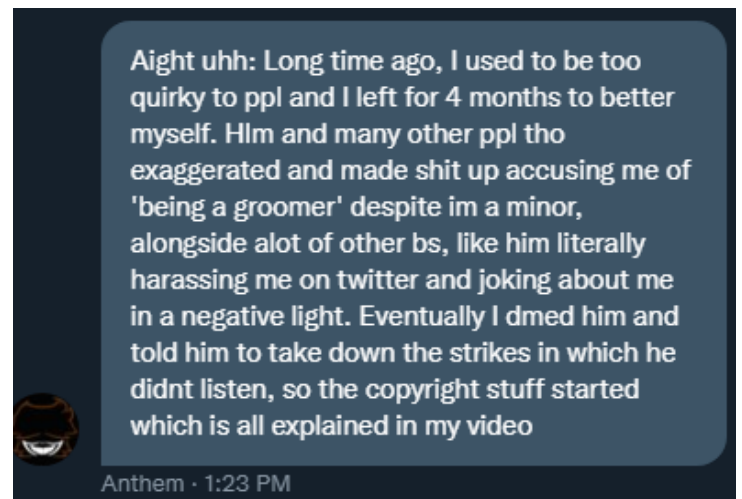 Aight uhh: Long time ago, I used to be too
quirky to ppl and I left for 4 months to better
myself. HIm and many other ppl tho
exaggerated and made shit up accusing me of
'being a groomer' despite im a minor,
alongside alot of other bs, like him literally
harassing me on twitter and joking about me
in a negative light. Eventually I dmed him and
told him to take down the strikes in which he
didnt listen, so the copyright stuff started
which is all explained in my video
Anthem · 1:23 PM